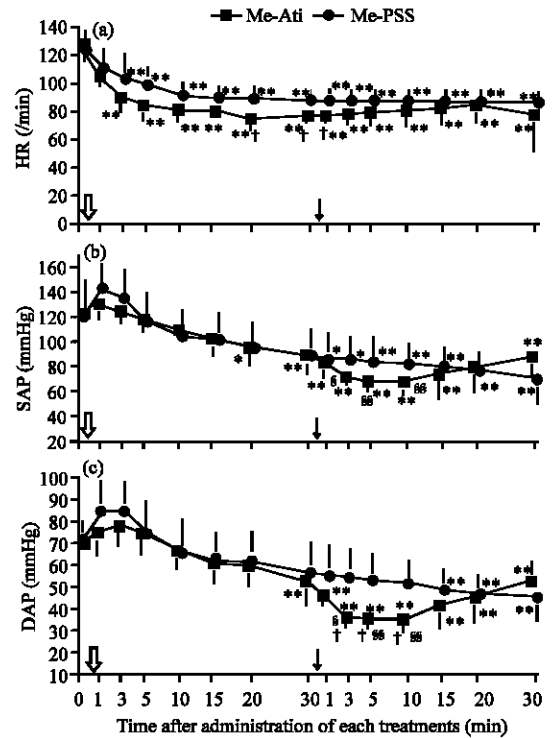 Me-Ati Me-PSS
(a)
HR (/min)
140
120
100
80
60
40
20
0
** ** ** ** ** ** ** ** ** ** ** ** **
** ** ** ** **† **† †** ** ** ** ** ** **
(b)
SAP (mmHg)
160
140
120
100
80
60
40
20
* ** ** * * ** ** ** ** **
§ ** §§ ** ** §§ ** ** **
(c)
DAP (mmHg)
100
90
80
70
60
50
40
30
20
10
** ** ** ** ** ** ** ** **
§ † † §§ † §§ ** ** **
0 1 3 5 10 15 20 30 1 3 5 10 15 20 30
Time after administration of each treatments (min)